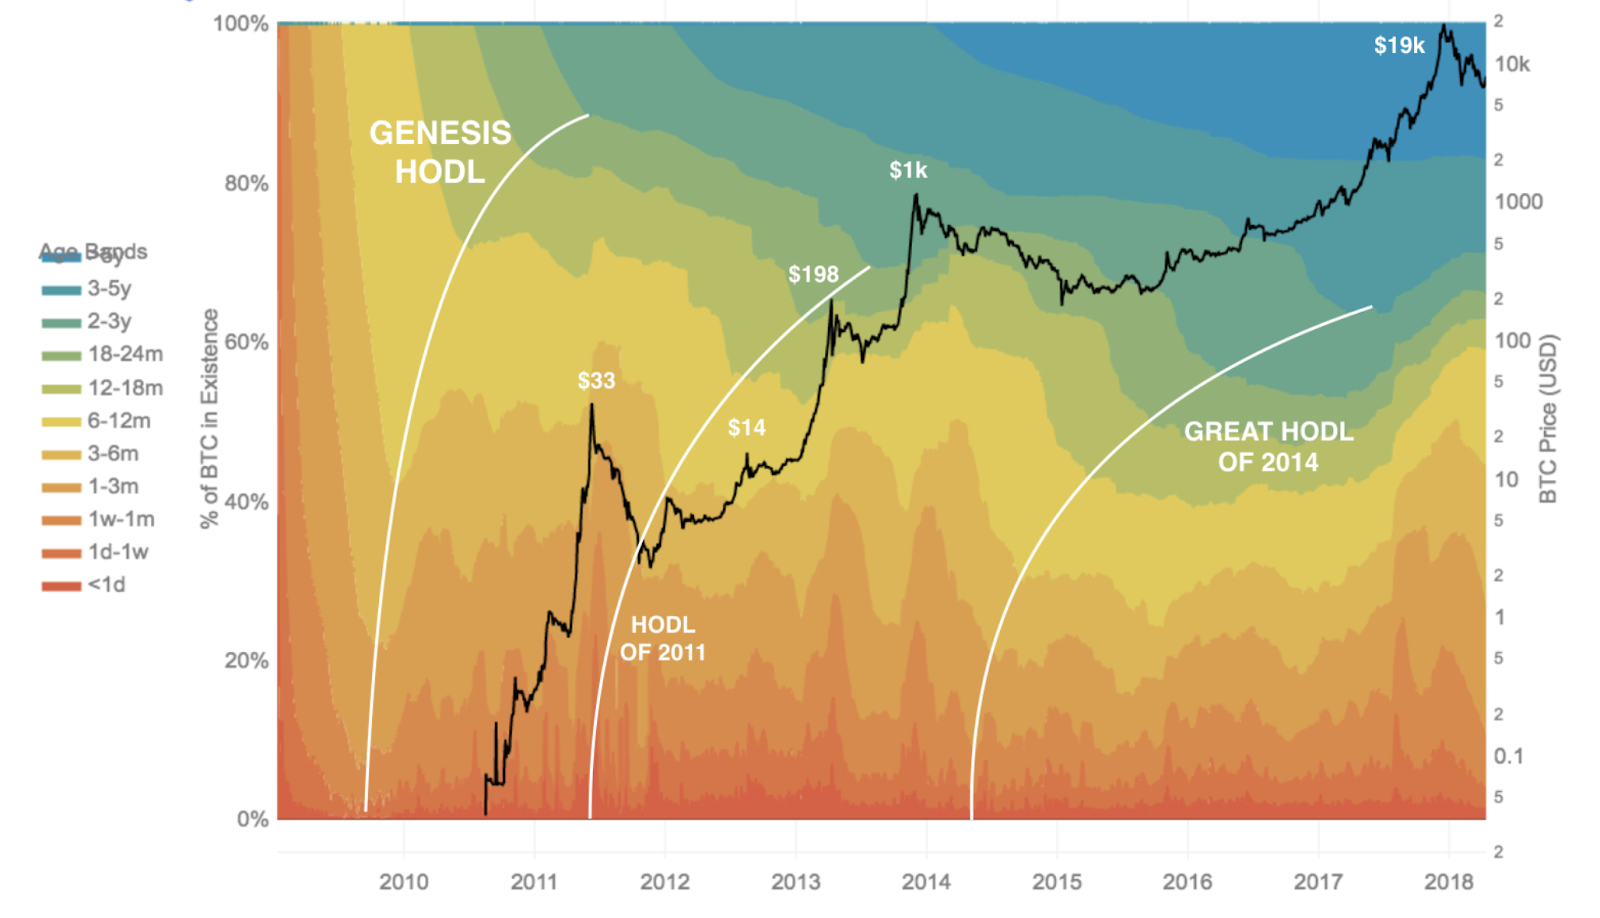 100%
80%
60%
40%
20%
0%
% of BTC in Existence
Age Bands
3-5y
2-3y
18-24m
12-18m
6-12m
3-6m
1-3m
1w-1m
1d-1w
<1d
GENESIS
HODL
$33
HODL
OF 2011
$14
$198
$1k
GREAT HODL
OF 2014
$19k
2
10k
5
2
1000
5
2
100
5
2
10
5
2
1
5
2
0.1
5
2
BTC Price (USD)
2010
2011
2012
2013
2014
2015
2016
2017
2018